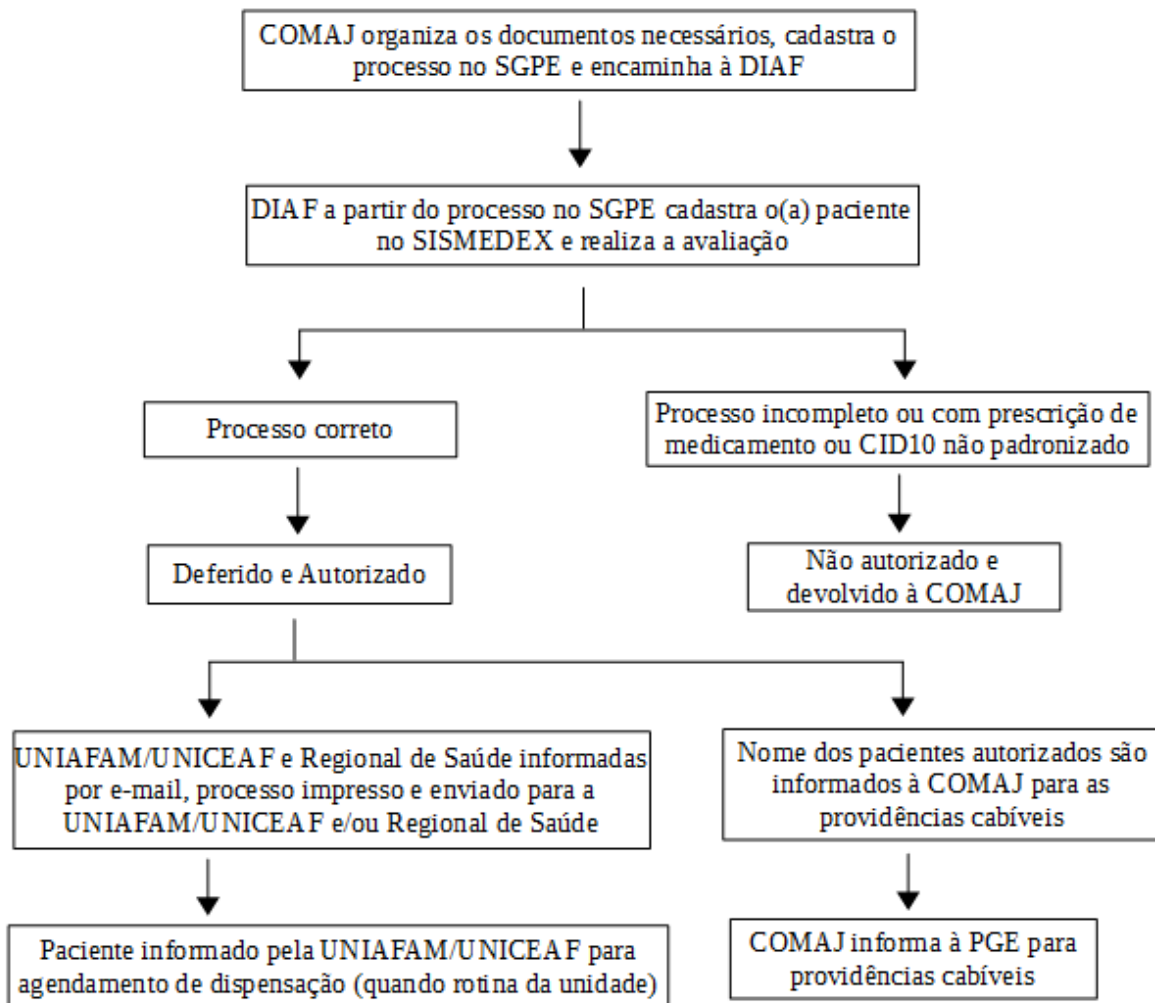 COMAJ organiza os documentos necessários, cadastra o
processo no SGPE e encaminha à DIAF
DIAF a partir do processo no SGPE cadastra o(a) paciente
no SISMEDEX e realiza a avaliação
Processo correto
Processo incompleto ou com prescrição de
medicamento ou CID10 não padronizado
Deferido e Autorizado
Não autorizado e
devolvido à COMAJ
UNIAFAM/UNICEAF e Regional de Saúde informadas
por e-mail, processo impresso e enviado para a
UNIAFAM/UNICEAF e/ou Regional de Saúde
Nome dos pacientes autorizados são
informados à COMAJ para as
providências cabíveis
Paciente informado pela UNIAFAM/UNICEAF para
agendamento de dispensação (quando rotina da unidade)
COMAJ informa à PGE para
providências cabíveis